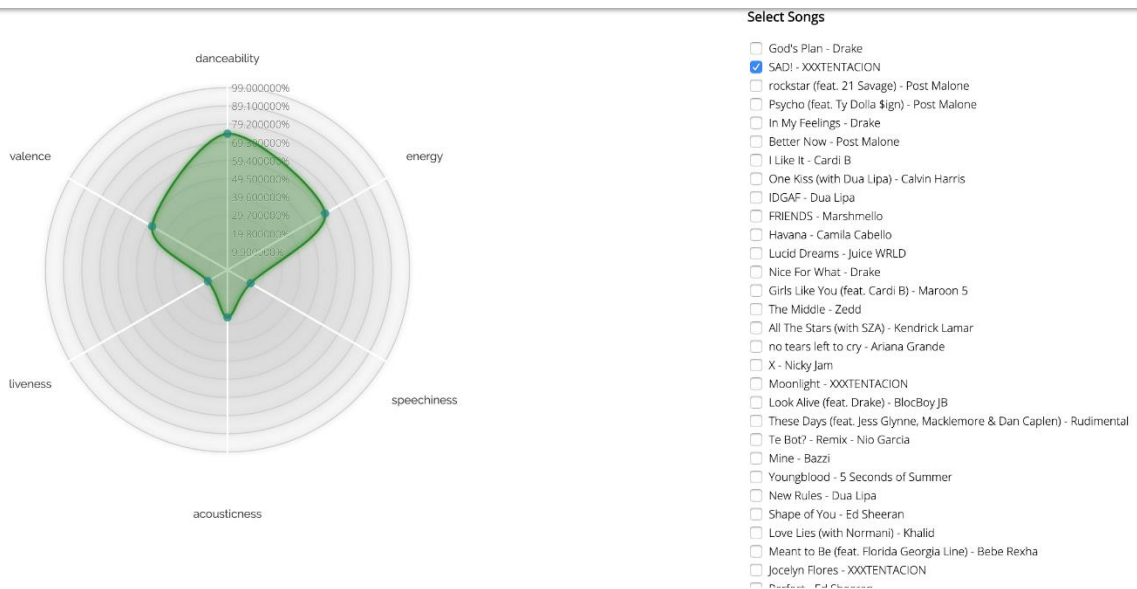 Select Songs
God's Plan - Drake
SAD! - XXXTENTACION
rockstar (feat. 21 Savage) - Post Malone
Psycho (feat. Ty Dolla $ign) - Post Malone
In My Feelings - Drake
Better Now - Post Malone
I Like It - Cardi B
One Kiss (with Dua Lipa) - Calvin Harris
IDGAF - Dua Lipa
FRIENDS - Marshmello
Havana - Camila Cabello
Lucid Dreams - Juice WRLD
Nice For What - Drake
Girls Like You (feat. Cardi B) - Maroon 5
The Middle - Zedd
All The Stars (with SZA) - Kendrick Lamar
no tears left to cry - Ariana Grande
X - Nicky Jam
Moonlight - XXXTENTACION
Look Alive (feat. Drake) - BlocBoy JB
These Days (feat. Jess Glynne, Macklemore & Dan Caplen) - Rudimental
Te Bot? - Remix - Nio Garcia
Mine - Bazzi
Youngblood - 5 Seconds of Summer
New Rules - Dua Lipa
Shape of You - Ed Sheeran
Love Lies (with Normani) - Khalid
Meant to Be (feat. Florida Georgia Line) - Bebe Rexha
Jocelyn Flores - XXXTENTACION
Perfect - Ed Sheeran
danceability
99.000000%
89.100000%
79.200000%
69.300000%
59.400000%
49.500000%
39.600000%
29.700000%
19.800000%
9.900000%
valence
energy
liveness
speechiness
acousticness